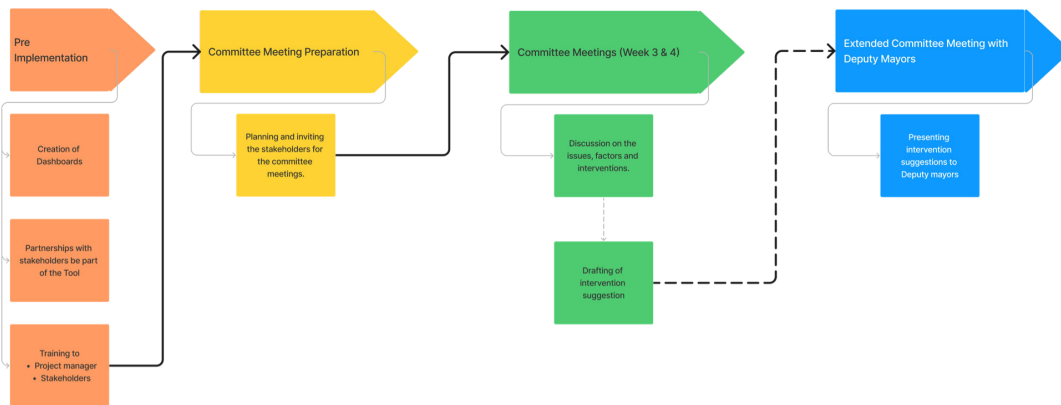 Pre
Implementation
Creation of
Dashboards
Partnerships with
stakeholders be part
of the Tool
Training to
• Project manager
• Stakeholders
Committee Meeting Preparation
Planning and inviting
the stakeholders for
the committee
meetings.
Committee Meetings (Week 3 & 4)
Discussion on the
issues, factors and
interventions.
Drafting of
intervention
suggestion
Extended Committee Meeting with
Deputy Mayors
Presenting
intervention
suggestions to
Deputy mayors